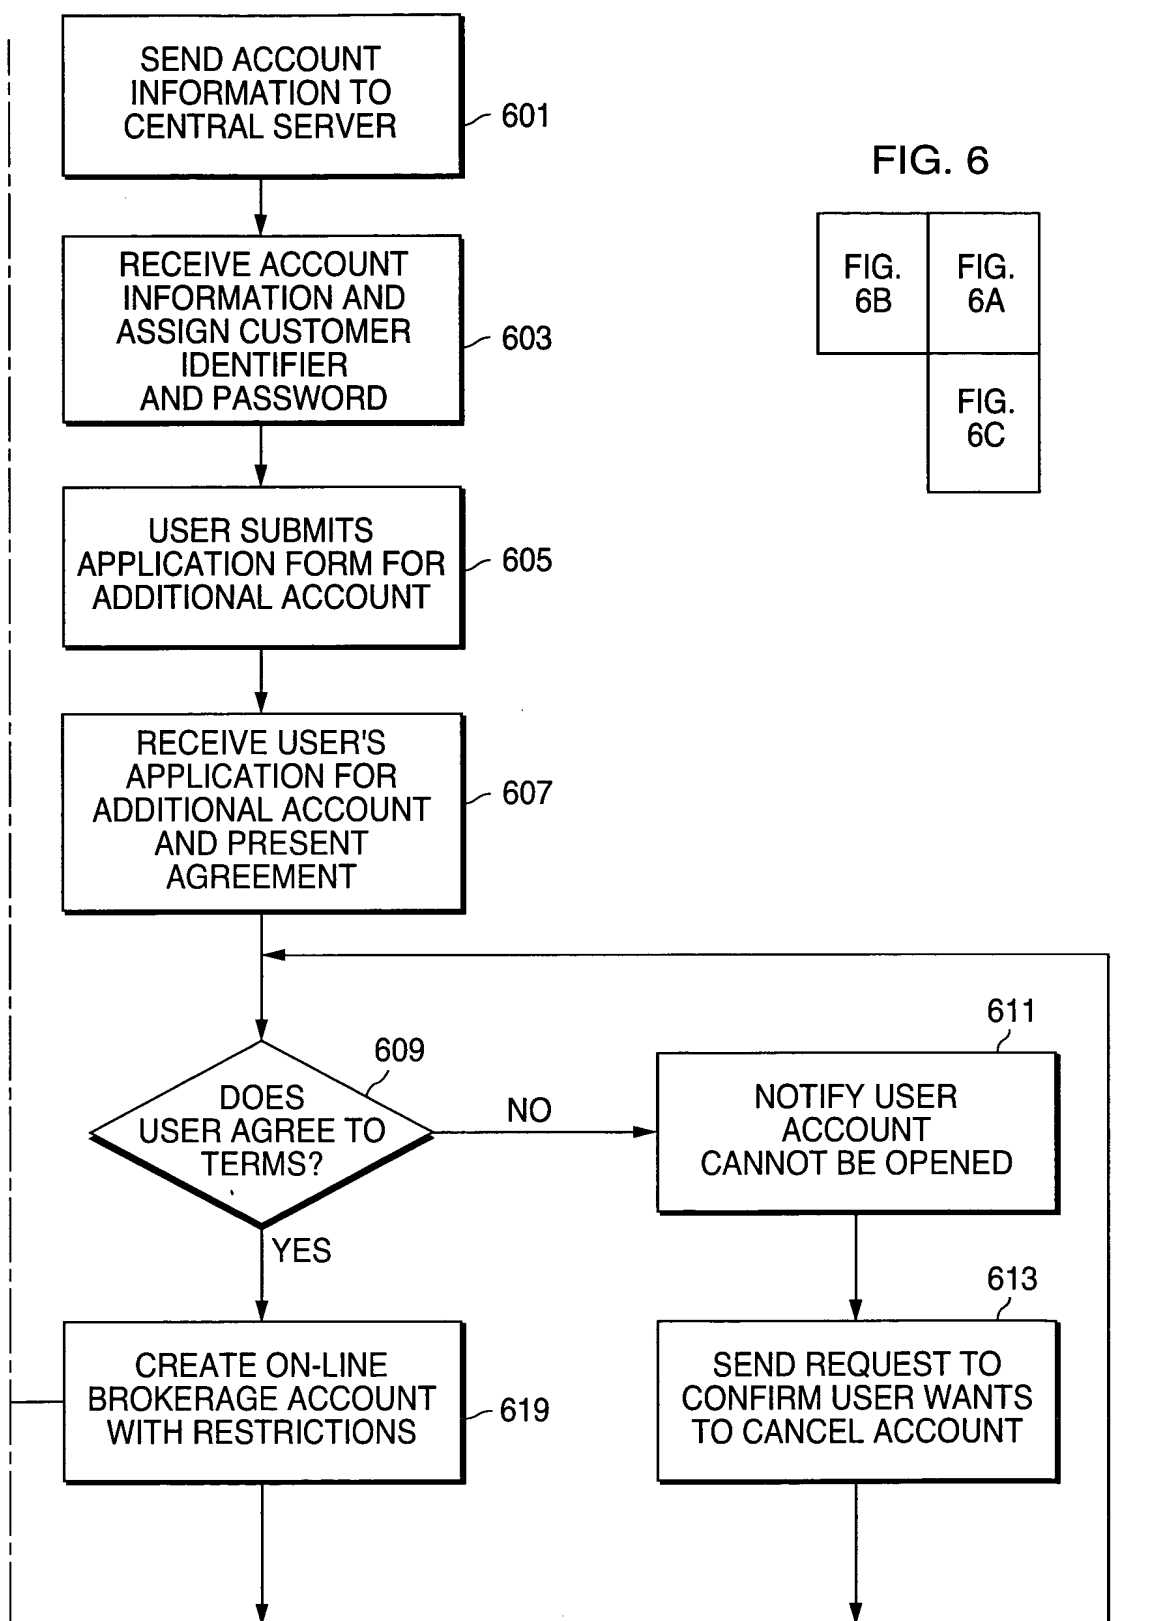 SEND ACCOUNT
INFORMATION TO
CENTRAL SERVER
601
FIG. 6
FIG.
6B
FIG.
6A
FIG.
6C
RECEIVE ACCOUNT
INFORMATION AND
ASSIGN CUSTOMER
IDENTIFIER
AND PASSWORD
603
USER SUBMITS
APPLICATION FORM FOR
ADDITIONAL ACCOUNT
605
RECEIVE USER'S
APPLICATION FOR
ADDITIONAL ACCOUNT
AND PRESENT
AGREEMENT
607
DOES
USER AGREE TO
TERMS?
609
NO
YES
NOTIFY USER
ACCOUNT
CANNOT BE OPENED
611
SEND REQUEST TO
CONFIRM USER WANTS
TO CANCEL ACCOUNT
613
CREATE ON-LINE
BROKERAGE ACCOUNT
WITH RESTRICTIONS
619